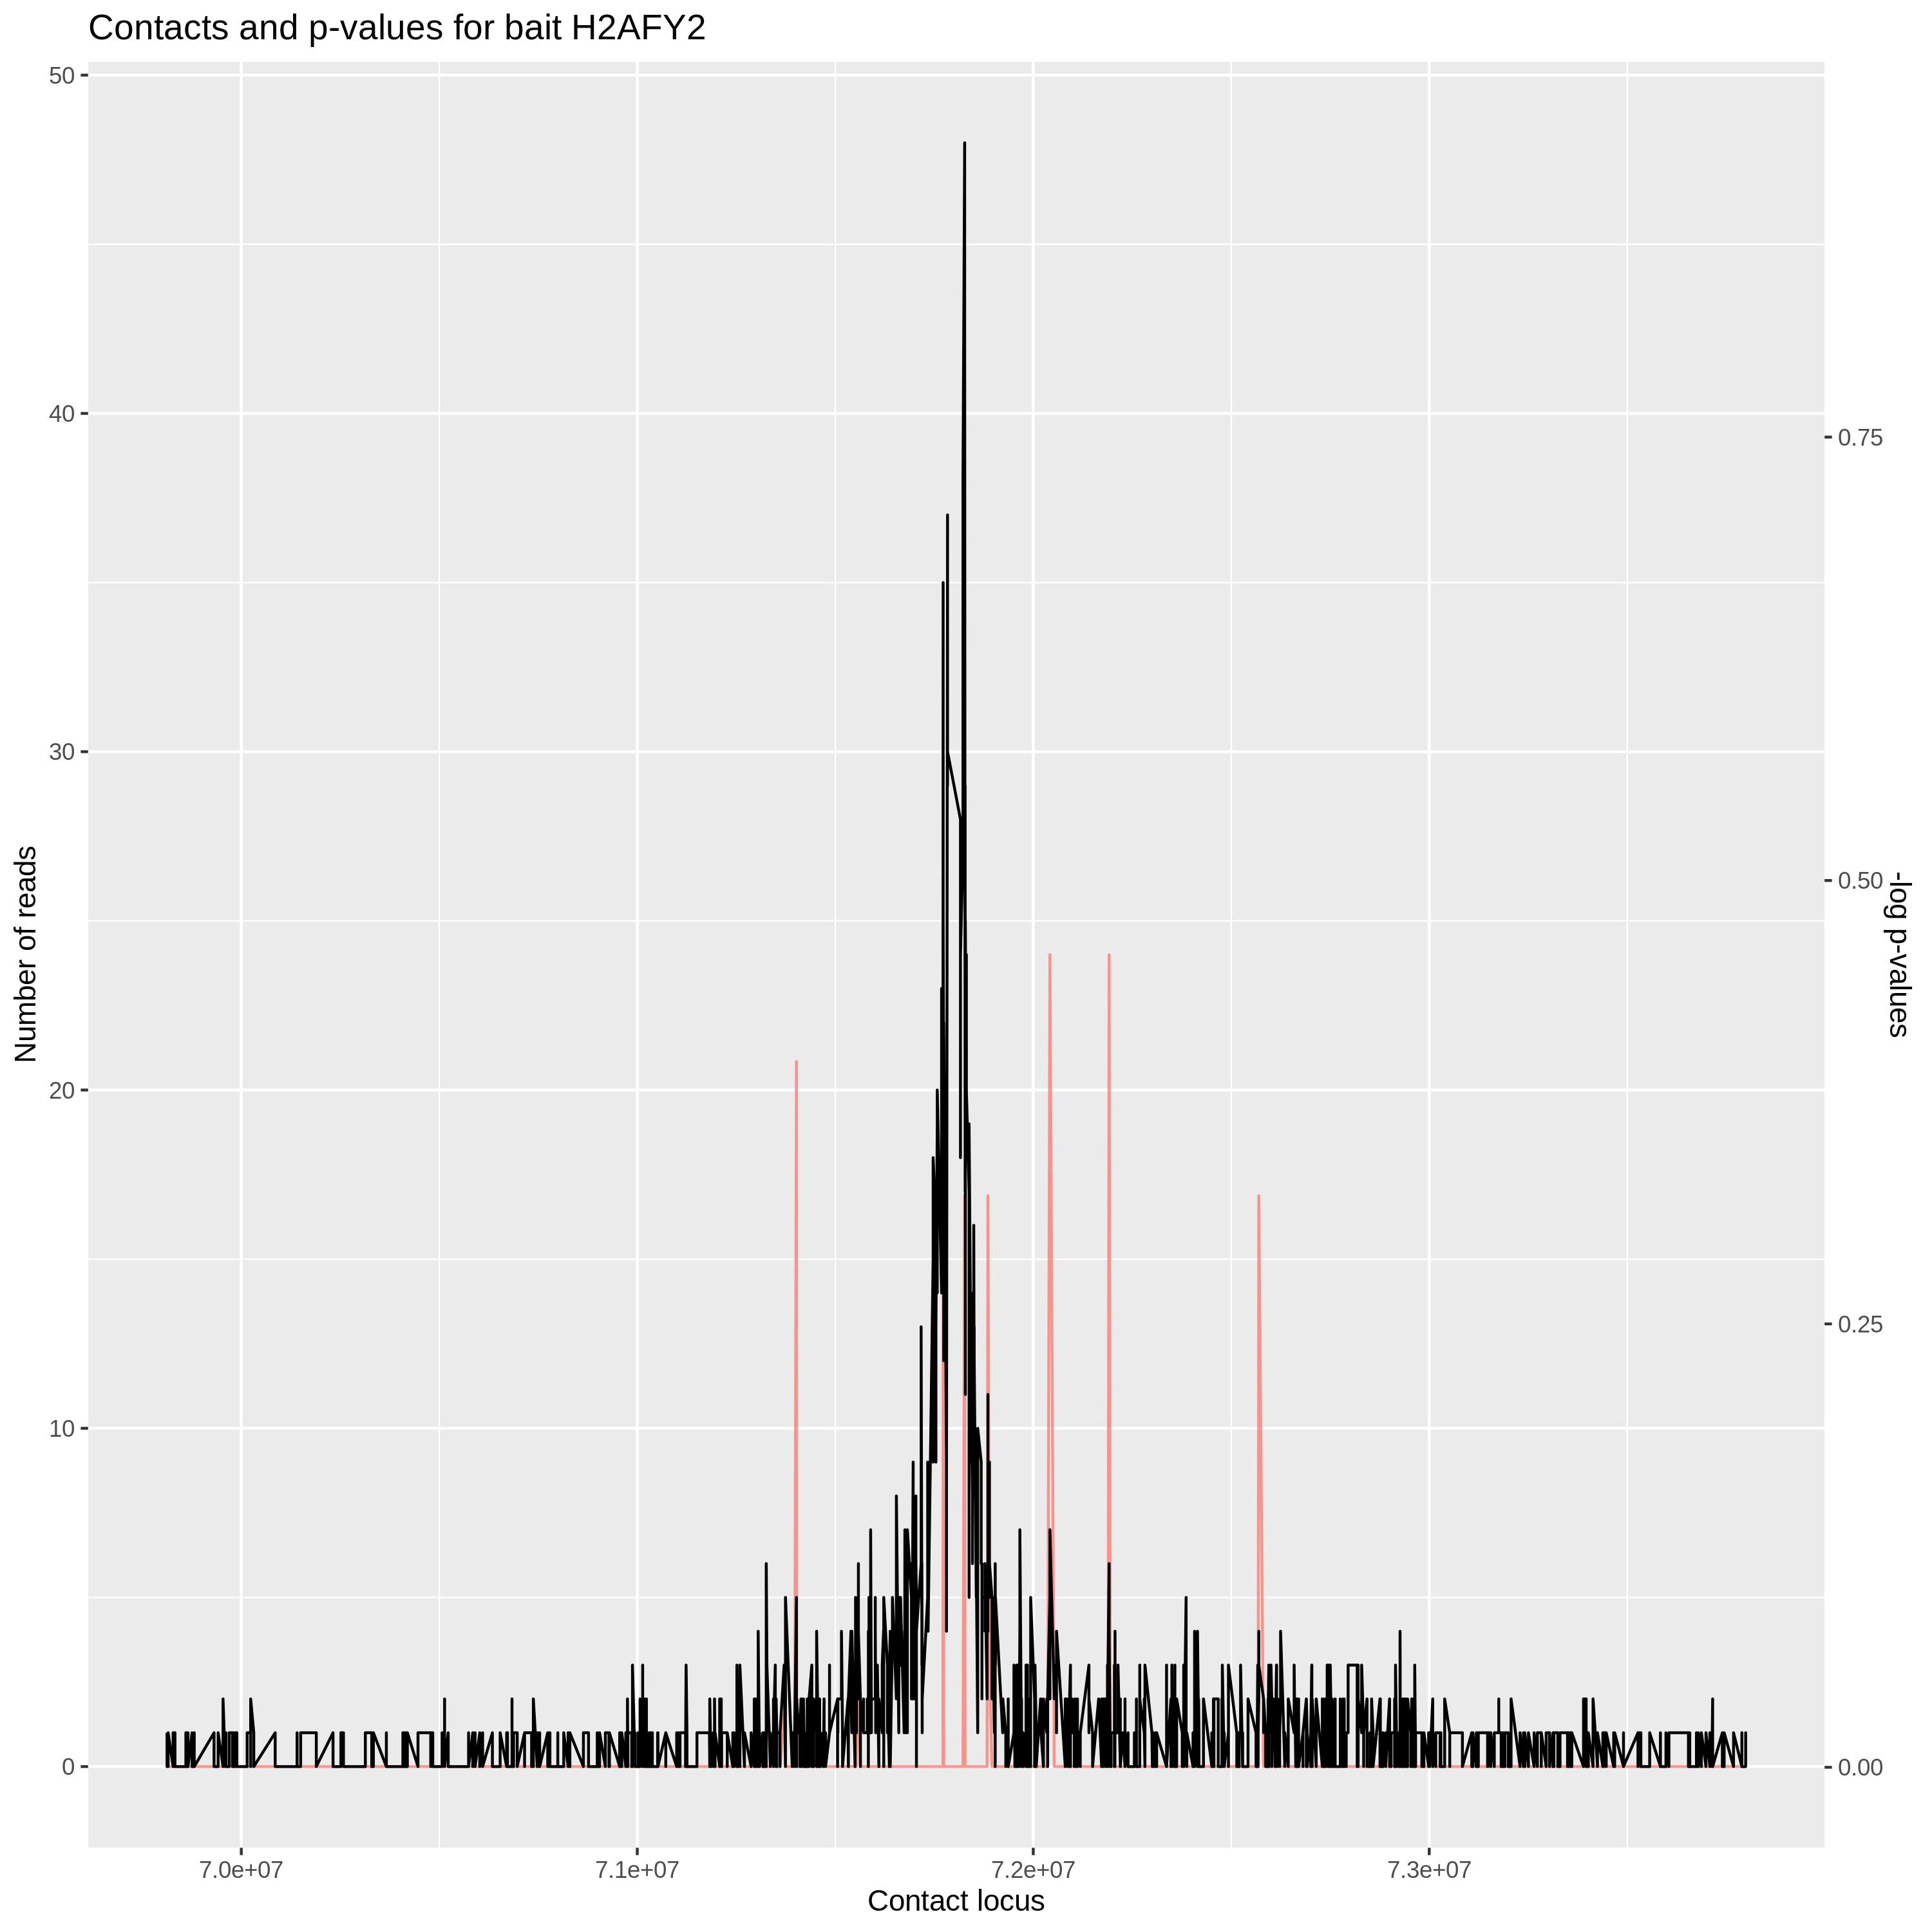 Contacts and p-values for bait H2AFY2
50
40
30
20
10
0
Number of reads
0.75
0.50
0.25
0.00
-log p-values
7.0e+07
7.1e+07
7.2e+07
7.3e+07
Contact locus